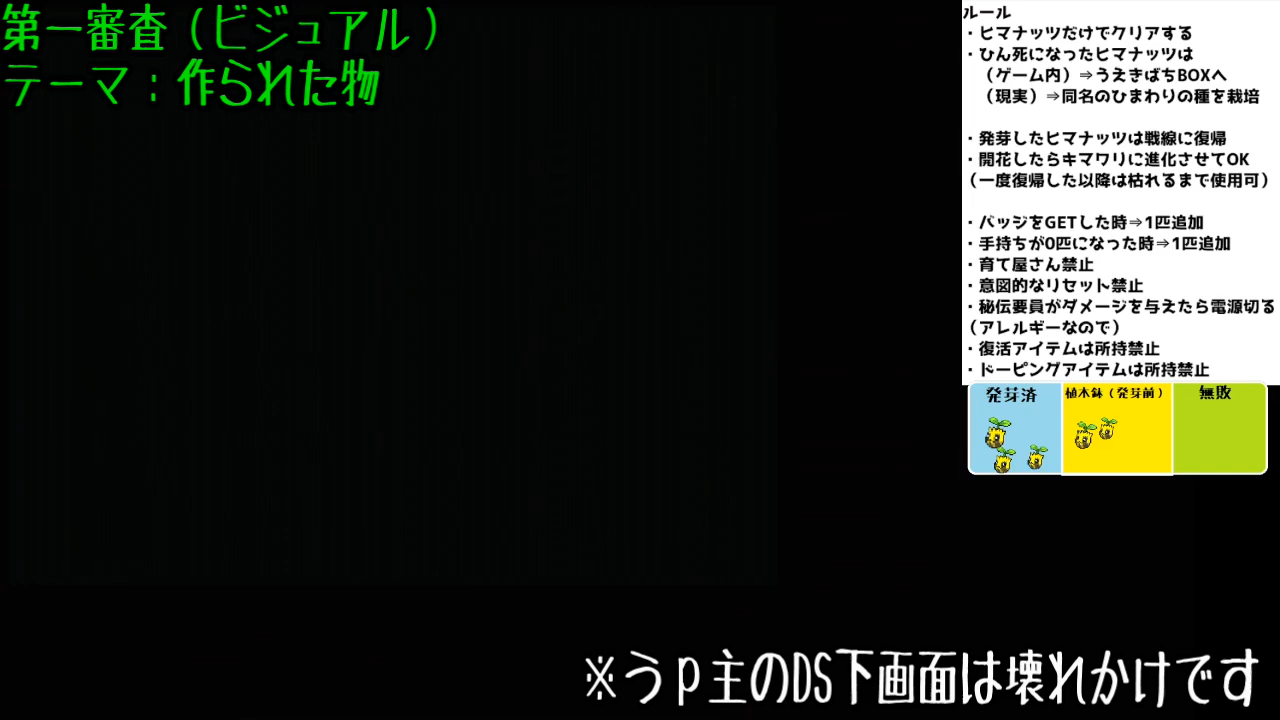 第一審査(ビジュアル)
テーマ:作られた物
ルール
・ヒマナッツだけでクリアする
・ひん死になったヒマナッツは
(ゲーム内)⇒うえきばちBOXへ
(現実)⇒同名のひまわりの種を栽培
・発芽したヒマナッツは戦線に復帰
・開花したらキマワリに進化させてOK
(一度復帰した以降は枯れるまで使用可)
・バッジをGETした時⇒1匹追加
・手持ちが0匹になった時⇒1匹追加
・育て屋さん禁止
・意図的なリセット禁止
・秘伝要員がダメージを与えたら電源切る
(アレルギーなので)
・復活アイテムは所持禁止
・ドーピングアイテムは所持禁止
発芽済
植木鉢(発芽前)
無敗
※うp主のDS下画面は壊れかけです